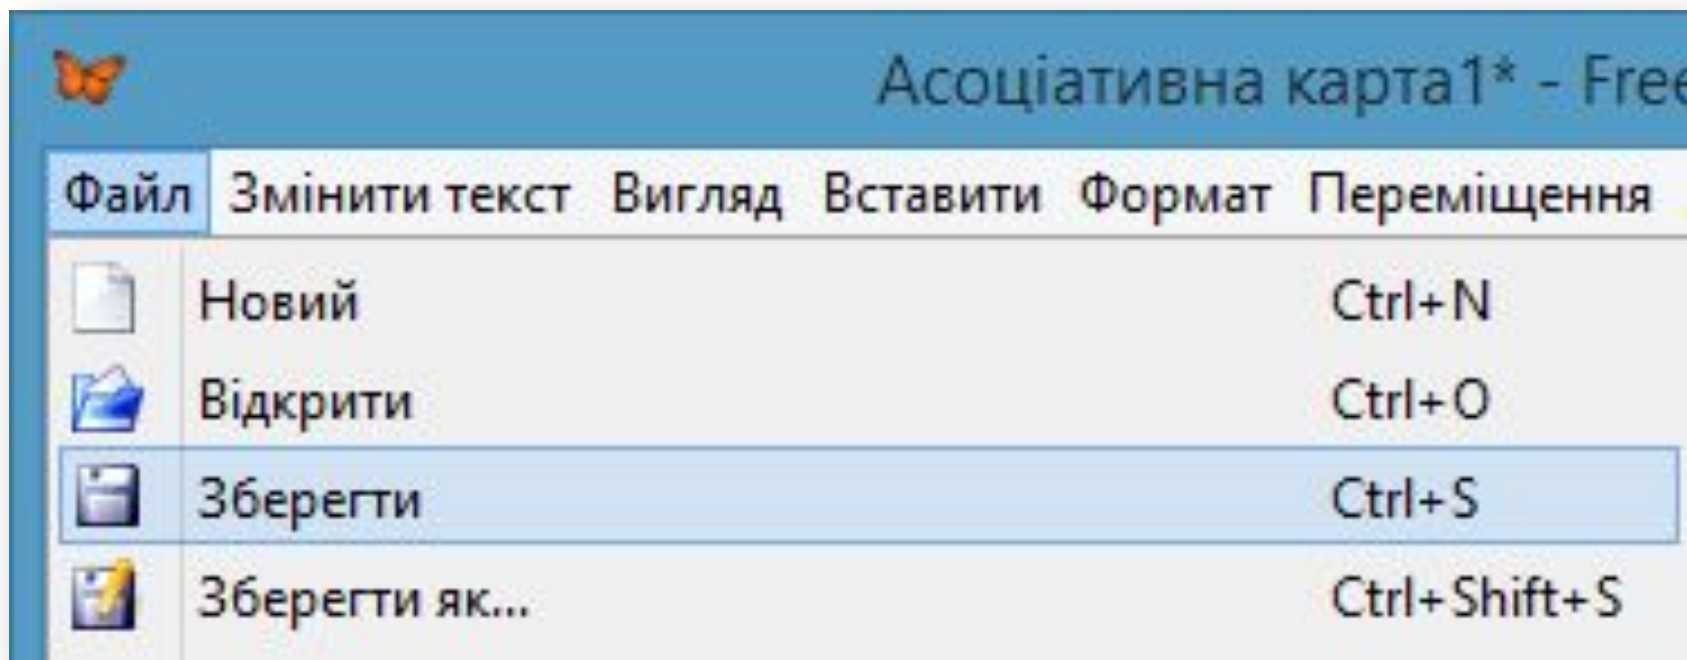 Асоціативна карта1* - Free
Файл Змінити текст Вигляд Вставити Формат Переміщення
Новий Ctrl+N
Відкрити Ctrl+O
Зберегти Ctrl+S
Зберегти як... Ctrl+Shift+S